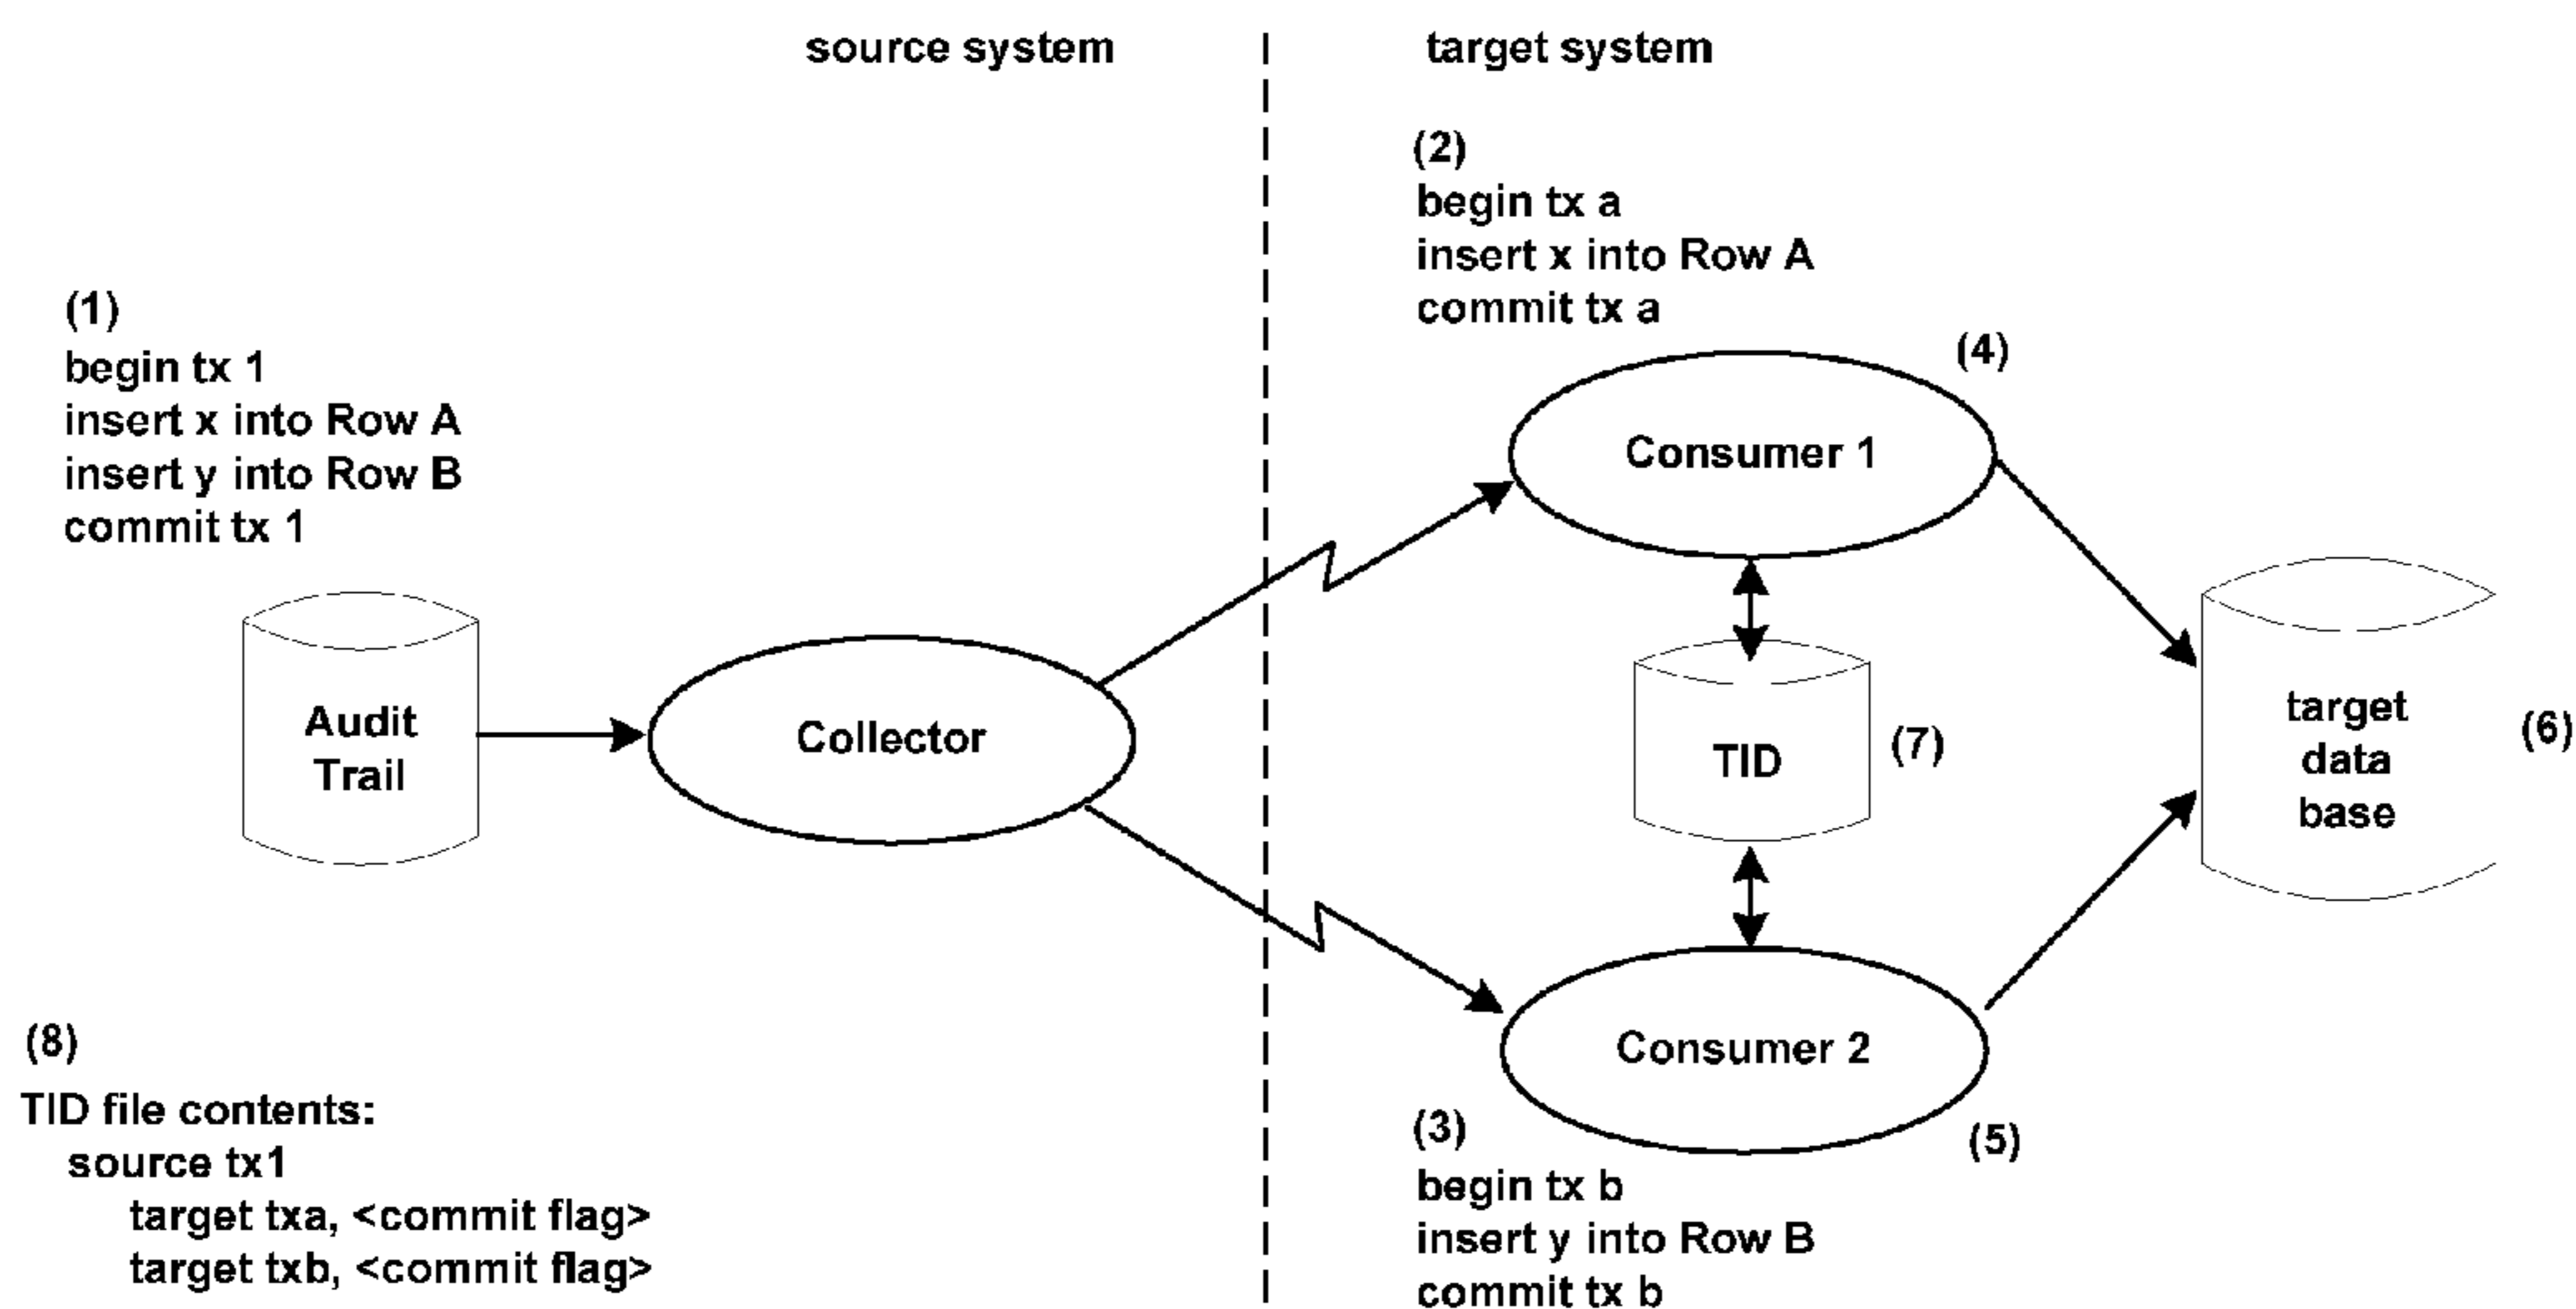 source system
target system
(1)
begin tx 1
insert x into Row A
insert y into Row B
commit tx 1
(2)
begin tx a
insert x into Row A
commit tx a
(4)
Consumer 1
Audit
Trail
Collector
TID
(7)
target
data
base
(6)
Consumer 2
(5)
(3)
begin tx b
insert y into Row B
commit tx b
(8)
TID file contents:
source tx1
target txa, <commit flag>
target txb, <commit flag>